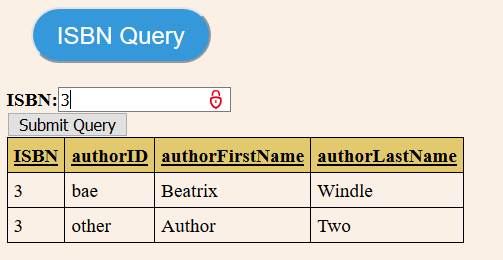 ISBN Query
ISBN: 3
Submit Query
ISBN authorID authorFirstName authorLastName
3 bae Beatrix Windle
3 other Author Two